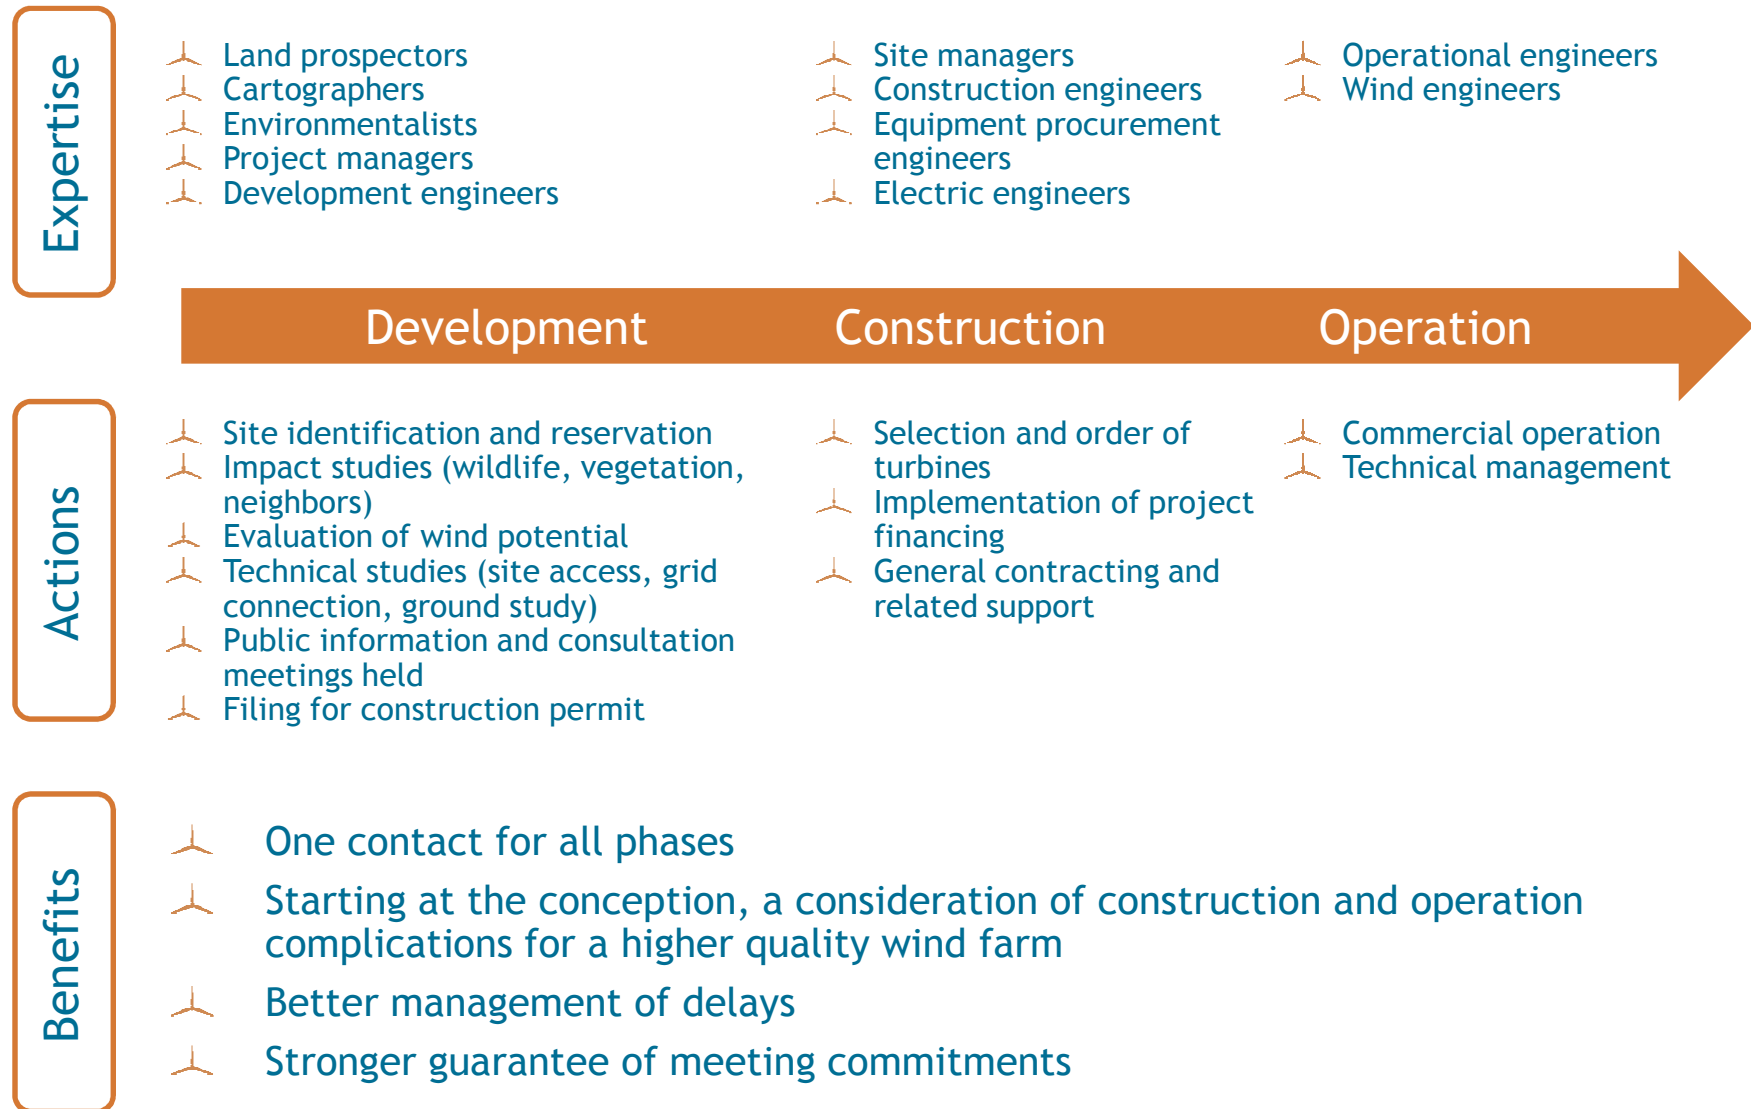 Expertise
Land prospectors
Cartographers
Environmentalists
Project managers
Development engineers
Site managers
Construction engineers
Equipment procurement
engineers
Electric engineers
Operational engineers
Wind engineers
Development
Construction
Operation
Actions
Site identification and reservation
Impact studies (wildlife, vegetation,
neighbors)
Evaluation of wind potential
Technical studies (site access, grid
connection, ground study)
Public information and consultation
meetings held
Filing for construction permit
Selection and order of
turbines
Implementation of project
financing
General contracting and
related support
Commercial operation
Technical management
Benefits
One contact for all phases
Starting at the conception, a consideration of construction and operation
complications for a higher quality wind farm
Better management of delays
Stronger guarantee of meeting commitments